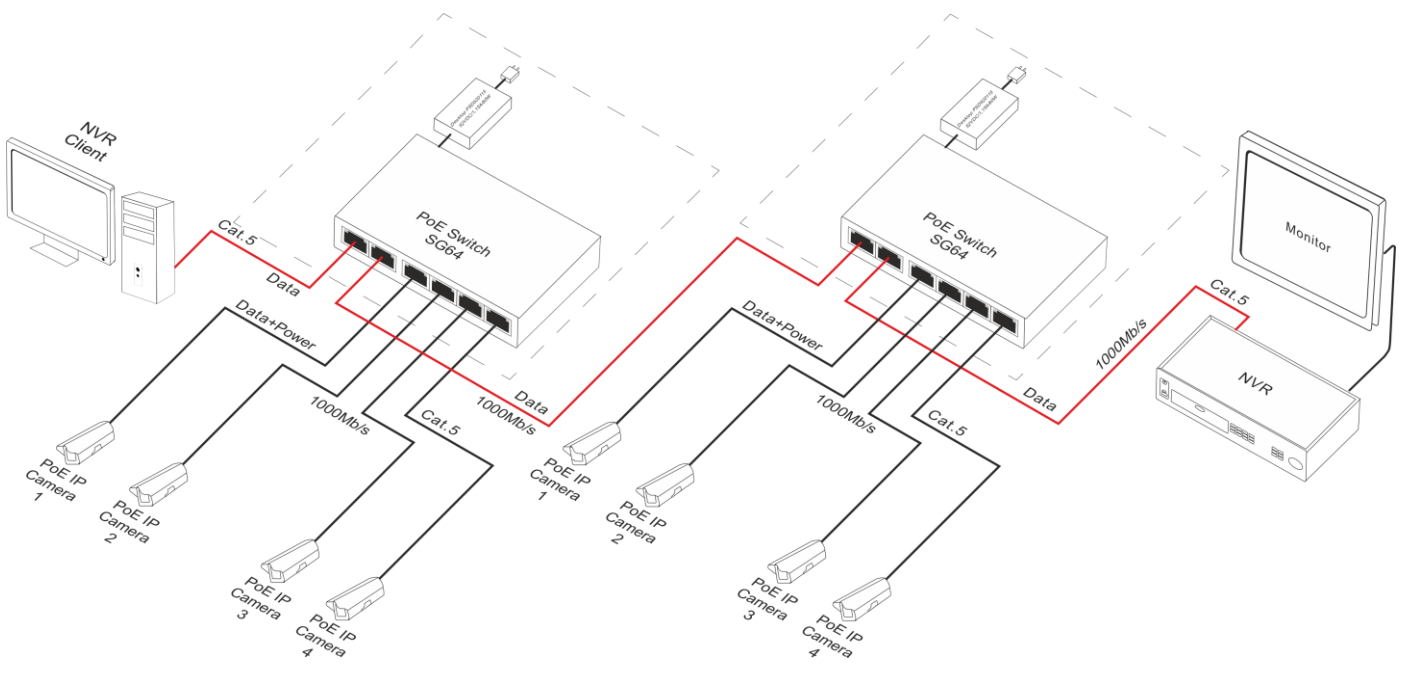 NVR
Client
PoE Switch
SG64
Cat.5
Data
Data+Power
1000Mb/s
Cat.5
1000Mb/s
Data
PoE IP
Camera
1
PoE IP
Camera
2
PoE IP
Camera
3
PoE IP
Camera
4
PoE Switch
SG64
Data+Power
1000Mb/s
Cat.5
Data
1000Mb/s
Cat.5
PoE IP
Camera
1
PoE IP
Camera
2
PoE IP
Camera
3
PoE IP
Camera
4
Monitor
NVR